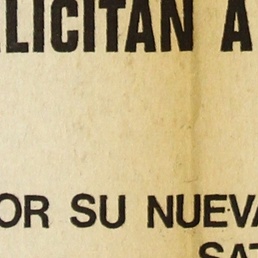 LICITAN A
OR SU NUEVA
SAT